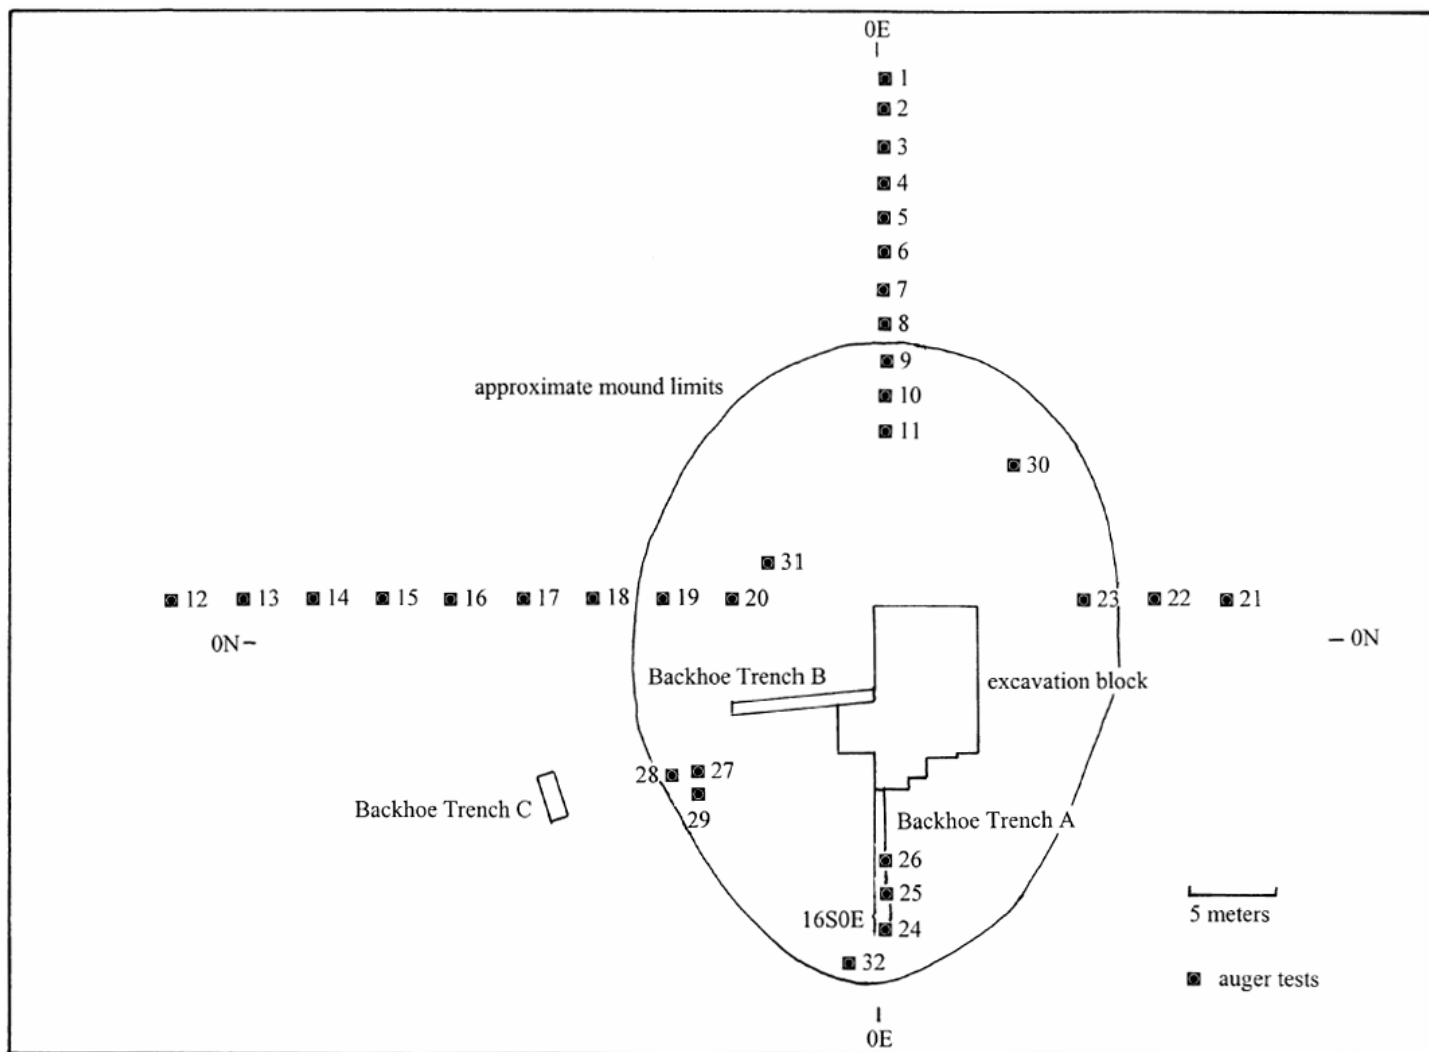 0E
1
2
3
4
5
6
7
8
9
approximate mound limits
10
11
30
31
12 13 14 15 16 17 18 19 20 23 22 21
0N
0N
Backhoe Trench B
excavation block
28 27
Backhoe Trench C
29
Backhoe Trench A
26
25
16S0E
24
5 meters
32
auger tests
0E